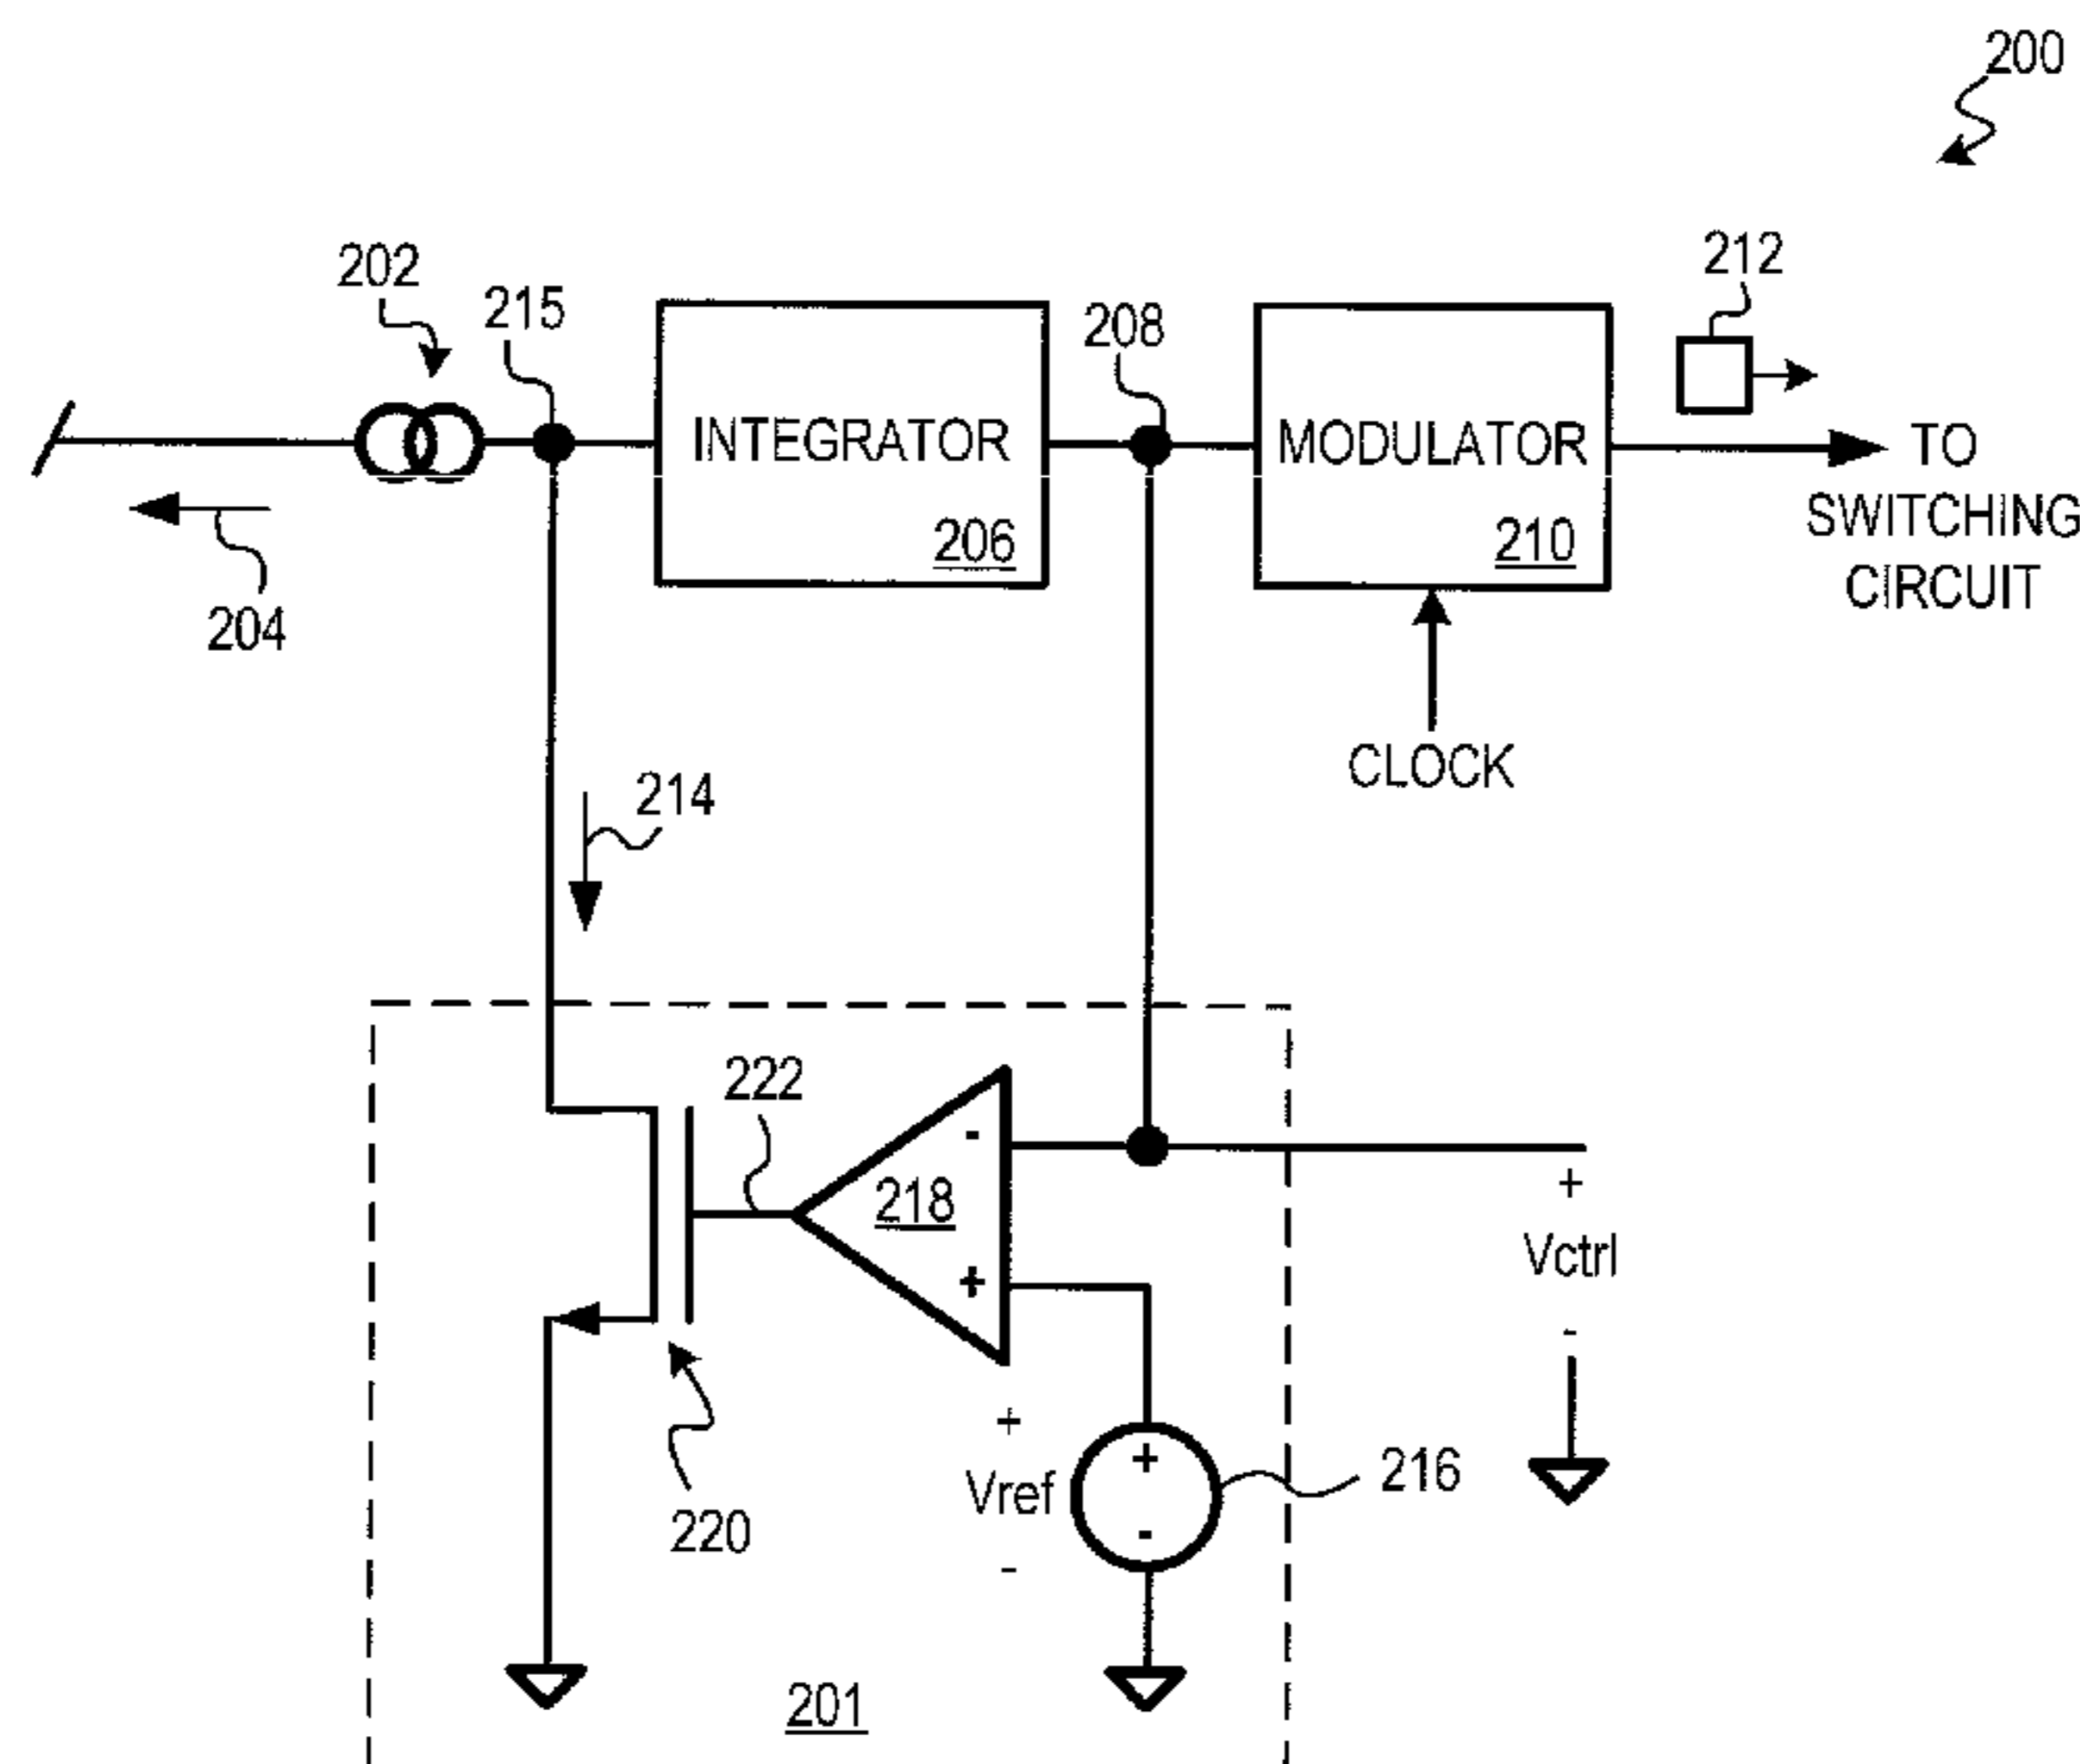 200
202
215
208
212
INTEGRATOR
206
MODULATOR
210
TO
SWITCHING
CIRCUIT
204
CLOCK
214
222
-
218
+
+
Vctrl
-
+
Vref
-
+
-
216
220
201